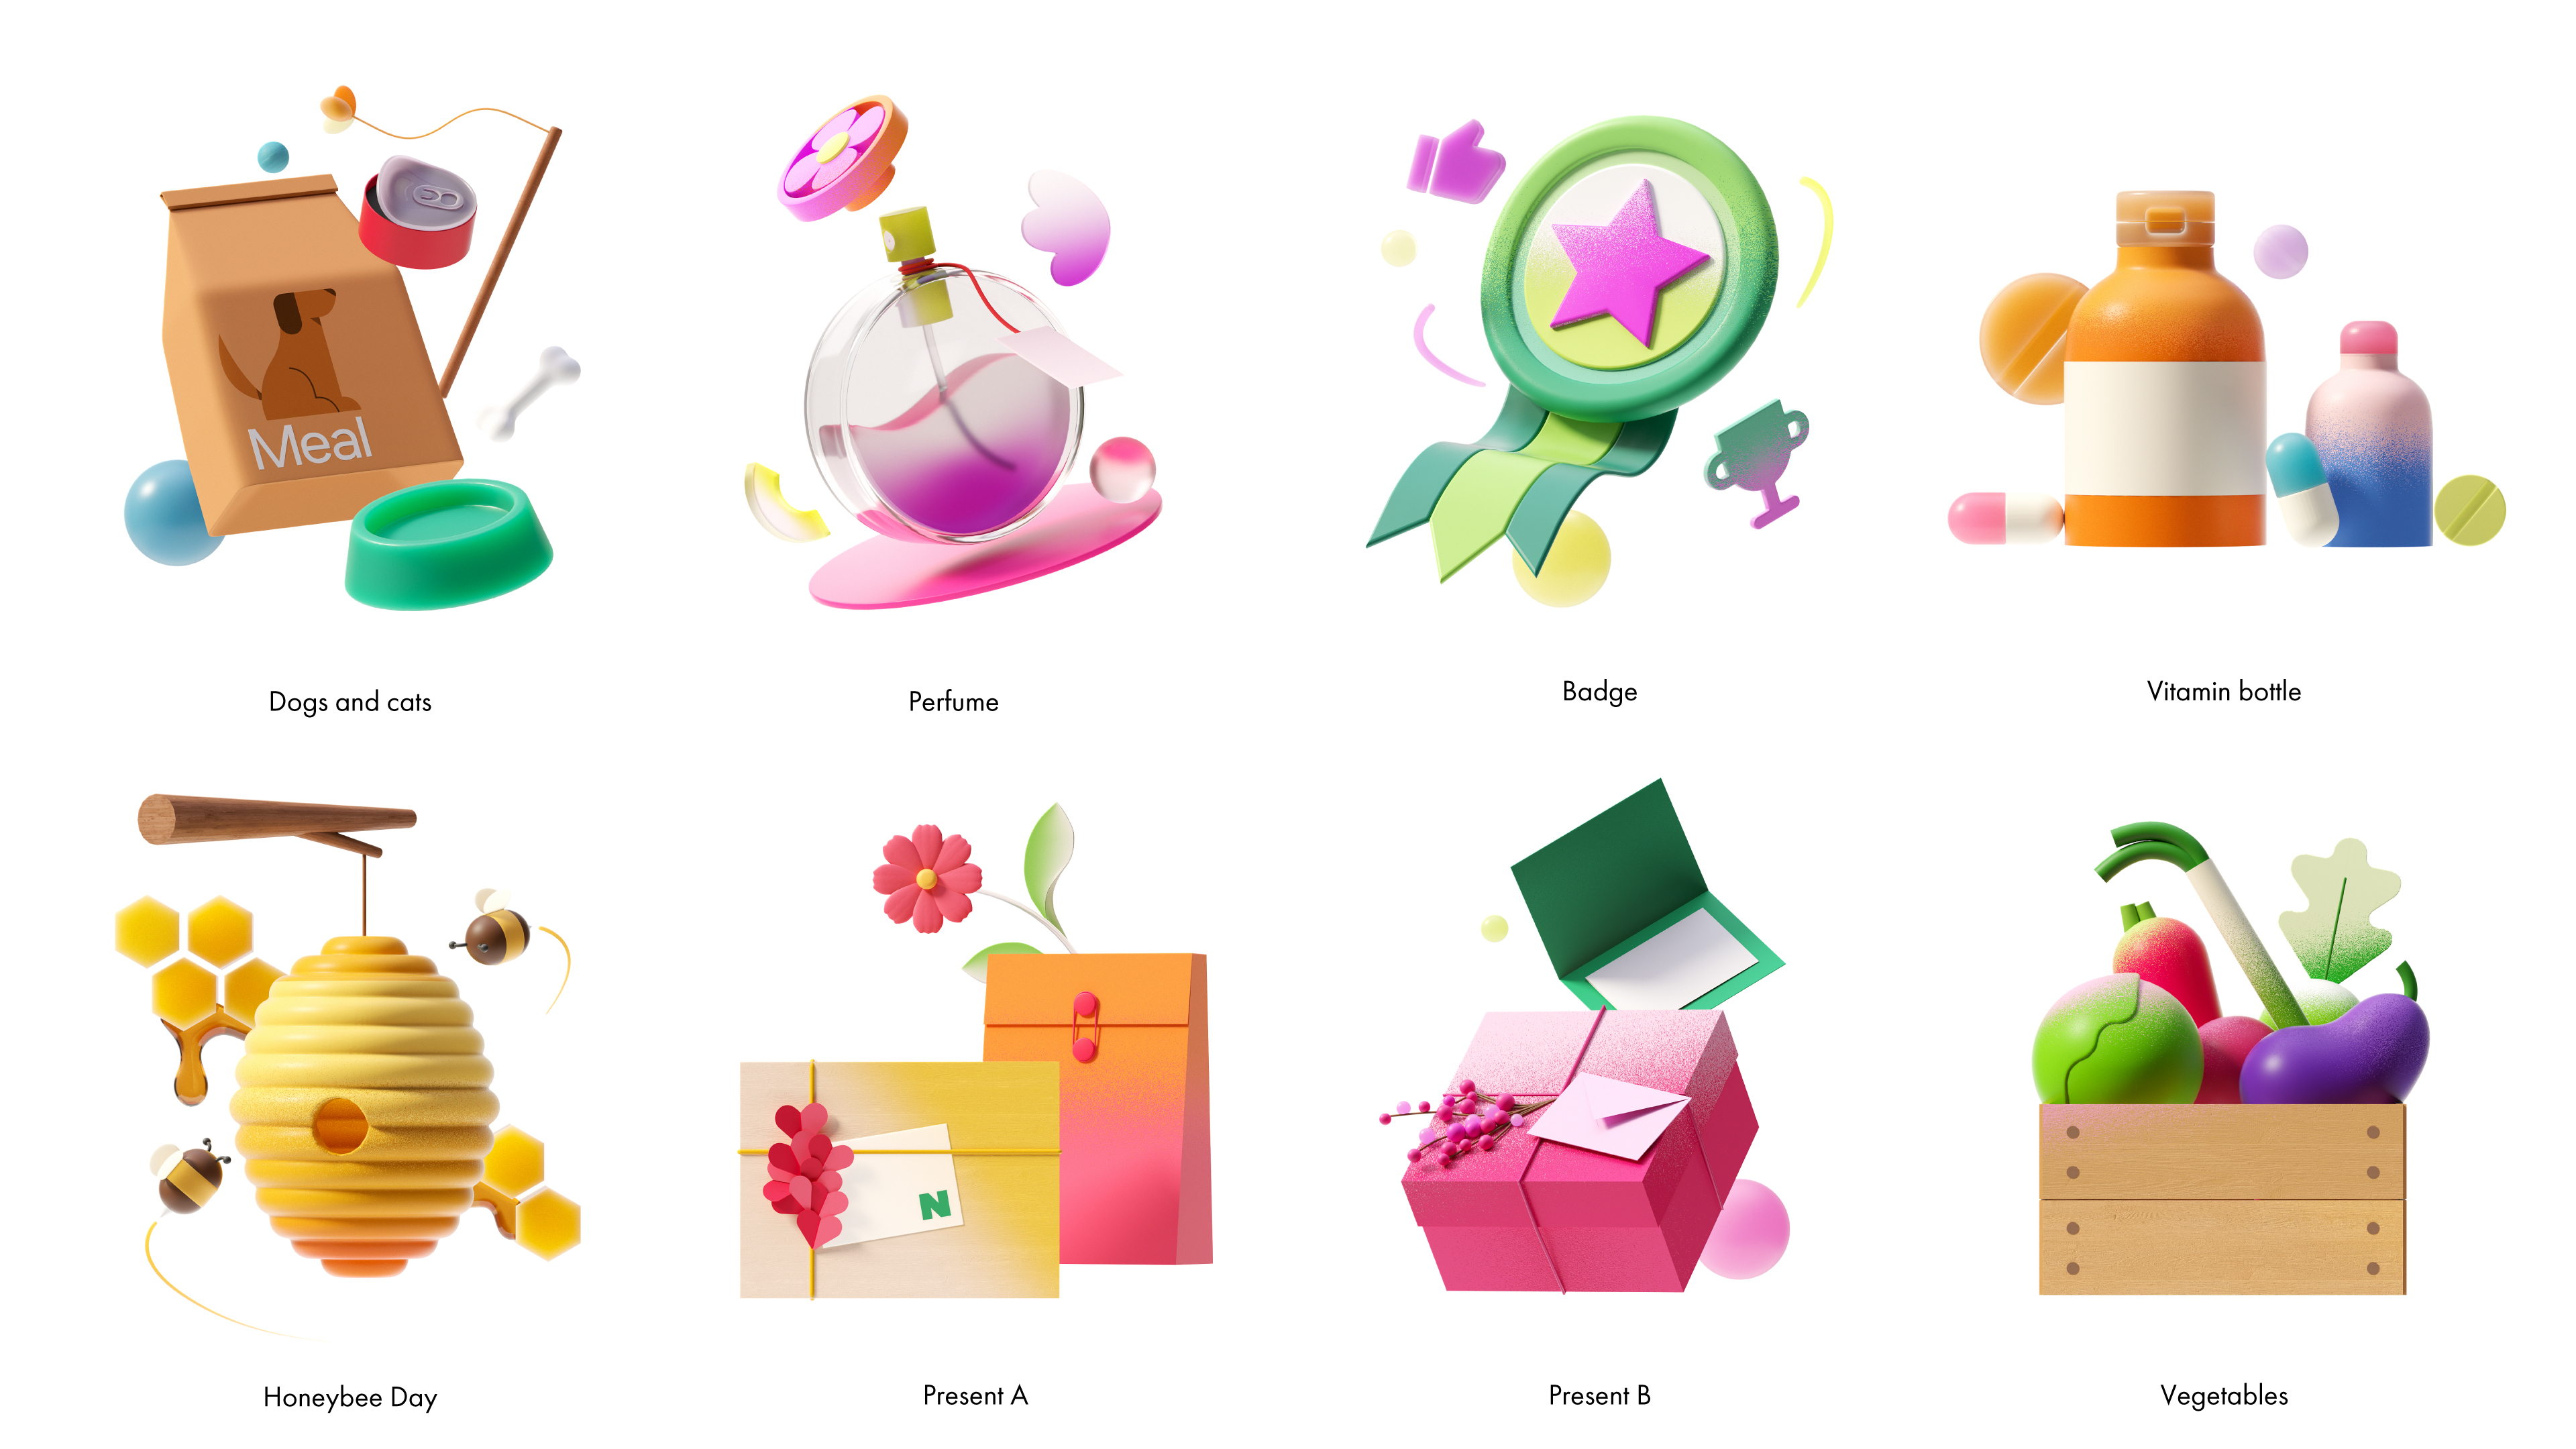 Meal
Dogs and cats
Perfume
Badge
Vitamin bottle
N
Honeybee Day
Present A
Present B
Vegetables